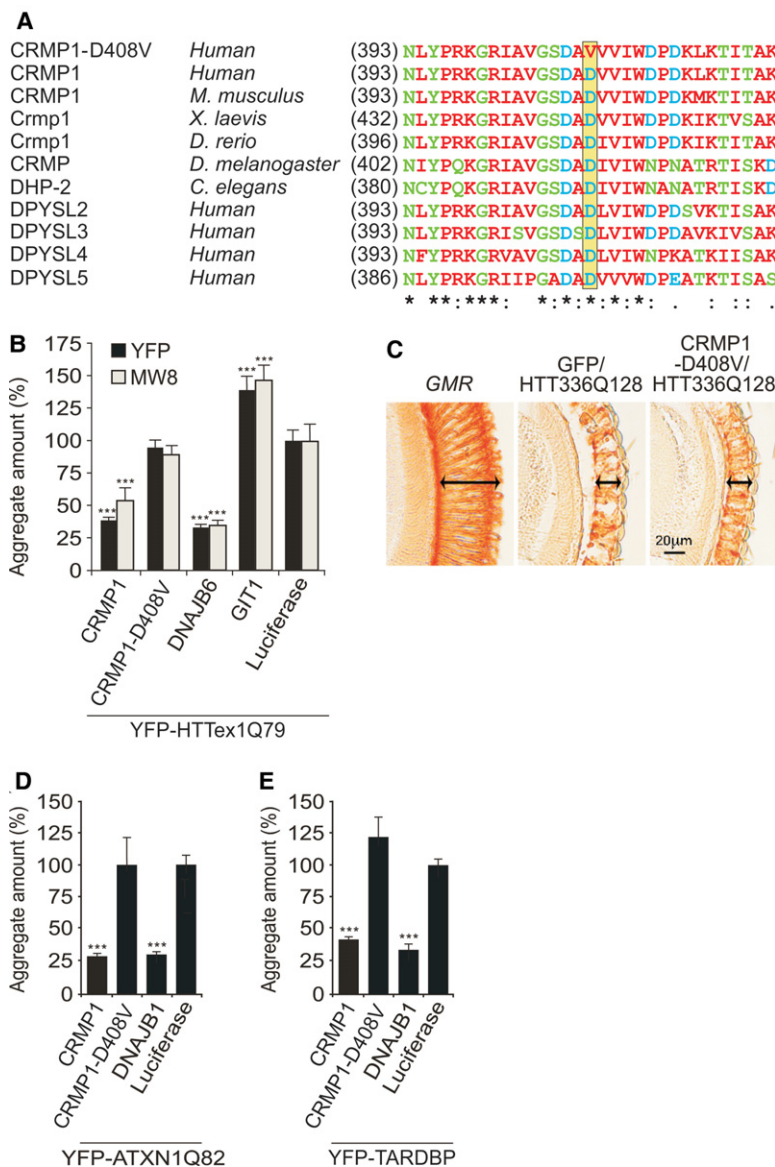 A
CRMP1-D408V Human (393) NLYPRKGRIAVGSDAVVVIWDPDKLKTITAK
CRMP1 Human (393) NLYPRKGRIAVGSDADVVIWDPDKLKTITAK
CRMP1 M. musculus (393) NLYPRKGRIAVGSDADVVIWDPDKMKTITAK
Crmp1 X. laevis (432) NLYPRKGRIAVGSDADVVIWDPDKIKTVSAK
Crmp1 D. rerio (396) NLYPRKGRIAVGSDADVVIWDPDKIKTITAK
CRMP D. melanogaster (402) NIYPQKGRIAVGSDADIVIWNPNATRTISKD
DHP-2 C. elegans (380) NCYPQKGRIAVGSDADIVIWNANATRTISKD
DPYSL2 Human (393) NLYPRKGRIAVGSDADLVIWDPDSVKTISAK
DPYSL3 Human (393) NLYPRKGRISVGSDSDLVIWDPDAVKIVSAK
DPYSL4 Human (393) NFYPRKGRVAVGSDADLVIWNPKATKIISAK
DPYSL5 Human (386) NLYPRKGRIIPGADADVVVWDPEATKTISAS
* **:***: *:*:*:*:*: . : :: .
B
YFP
MW8
Aggregate amount (%)
175
150
125
100
75
50
25
0
*** *** *** *** *** ***
CRMP1
CRMP1-D408V
DNAJB6
GIT1
Luciferase
YFP-HTTex1Q79
C
GMR
GFP/
HTT336Q128
CRMP1
-D408V/
HTT336Q128
20μm
D
Aggregate amount (%)
150
125
100
75
50
25
0
*** ***
CRMP1
CRMP1-D408V
DNAJB1
Luciferase
YFP-ATXN1Q82
E
Aggregate amount (%)
150
125
100
75
50
25
0
*** ***
CRMP1
CRMP1-D408V
DNAJB1
Luciferase
YFP-TARDBP